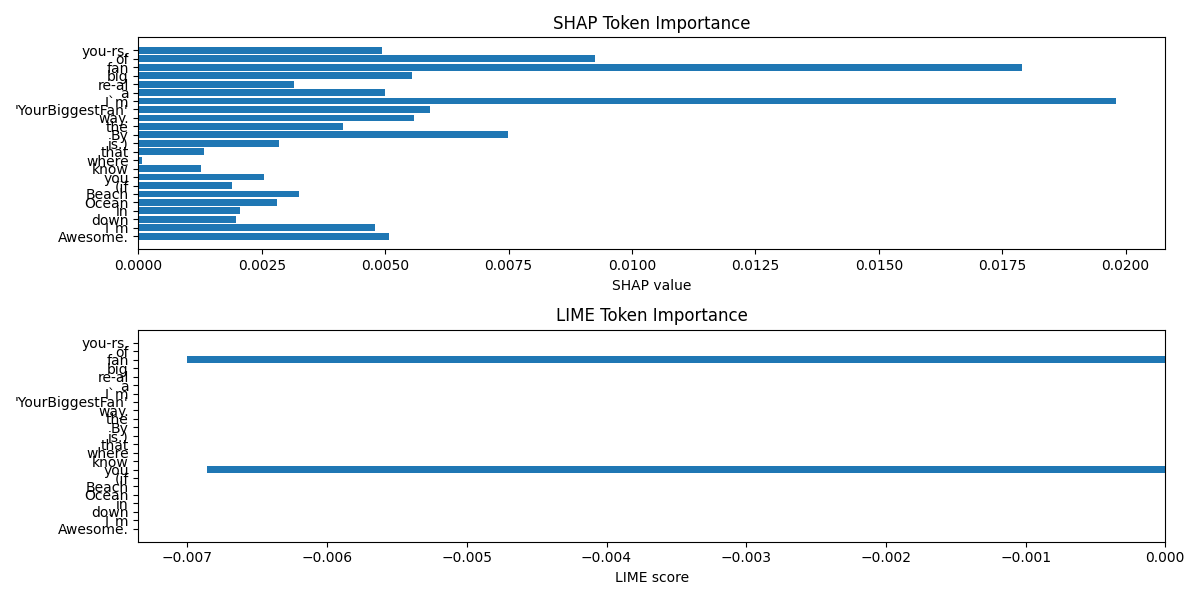 SHAP Token Importance
you-rs.
of
fan
big
re-al
a
I`m
'YourBiggestFan'
way.
the
By
is.)
that
where
know
you
(if
Beach
Ocean
in
down
I`m
Awesome.
0.0000 0.0025 0.0050 0.0075 0.0100 0.0125 0.0150 0.0175 0.0200
SHAP value
LIME Token Importance
you-rs.
of
fan
big
re-al
a
I`m
'YourBiggestFan'
way.
the
By
is.)
that
where
know
you
(if
Beach
Ocean
in
down
I`m
Awesome.
−0.007 −0.006 −0.005 −0.004 −0.003 −0.002 −0.001 0.000
LIME score